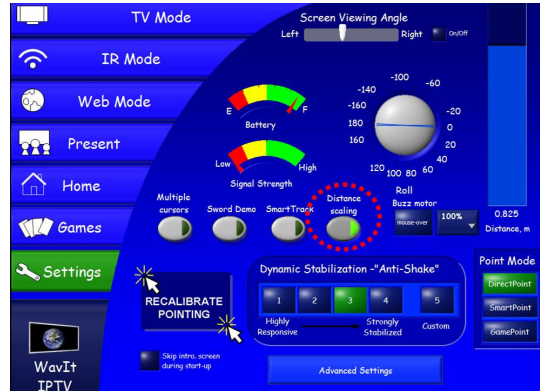 TV Mode
IR Mode
Web Mode
Present
Home
Games
Settings
WavIt
IPTV
Screen Viewing Angle
Left
Right
On/Off
E
F
Battery
Low
High
Signal Strength
-100
-140
-60
-160
-20
180
0
160
20
40
120 100 80 60
Roll
Buzz motor
mouse-over
100%
0.825
Distance, m
Multiple
cursors
Sword Demo
SmartTrack
Distance
scaling
RECALIBRATE
POINTING
Dynamic Stabilization -"Anti-Shake"
1
2
3
4
5
Highly
Responsive
Strongly
Stabilized
Custom
Point Mode
DirectPoint
SmartPoint
GamePoint
Skip intro. screen
during start-up
Advanced Settings